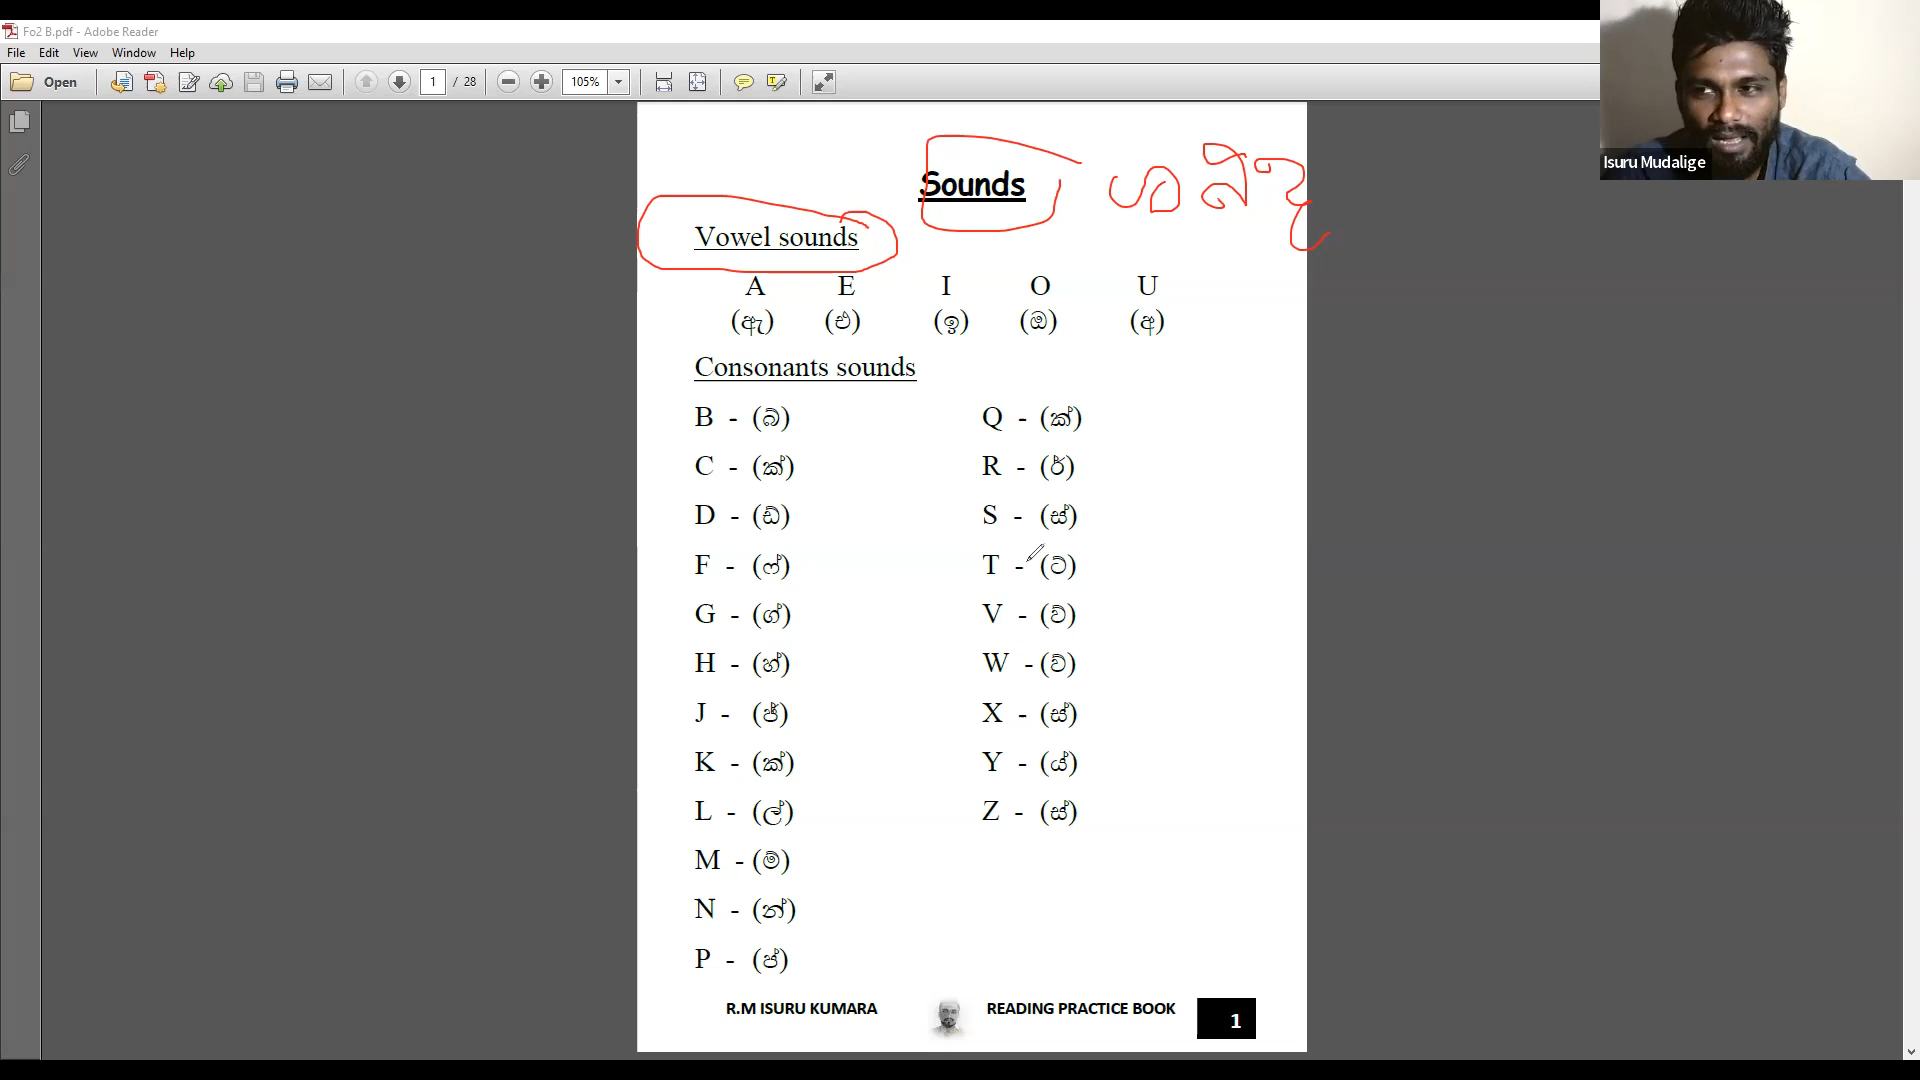 Fo2 B.pdf - Adobe Reader
File Edit View Window Help
Open 1 / 28 105%
Isuru Mudalige
Sounds ශබ්ද
Vowel sounds
A E I O U
(ඇ) (එ) (ඉ) (ඔ) (අ)
Consonants sounds
B - (බ්) Q - (ක්)
C - (ක්) R - (ර්)
D - (ඩ්) S - (ස්)
F - (ෆ්) T - (ට්)
G - (ග්) V - (ව්)
H - (හ්) W - (ව්)
J - (ජ්) X - (ස්)
K - (ක්) Y - (ය්)
L - (ල්) Z - (ස්)
M - (ම්)
N - (න්)
P - (ප්)
R.M ISURU KUMARA READING PRACTICE BOOK 1